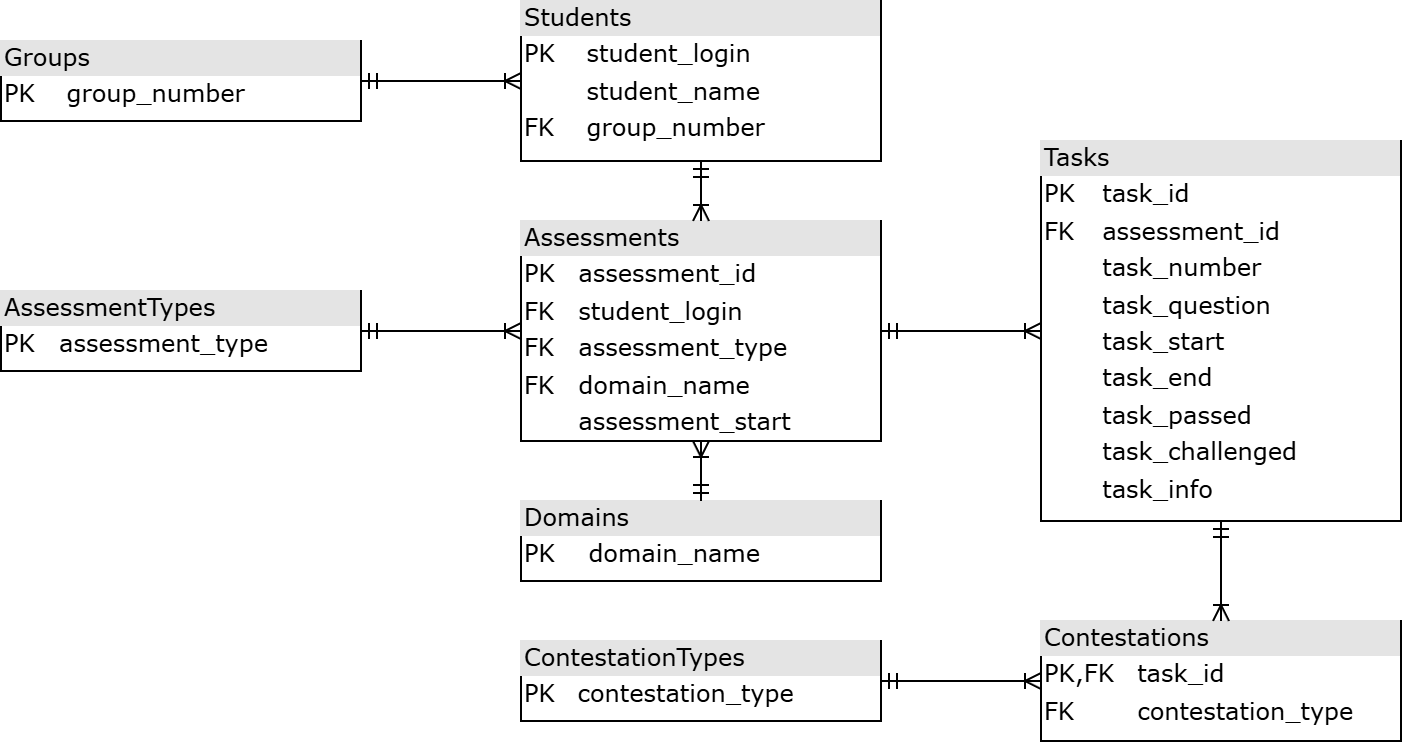 Groups
PK group_number
Students
PK student_login
student_name
FK group_number
AssessmentTypes
PK assessment_type
Assessments
PK assessment_id
FK student_login
FK assessment_type
FK domain_name
assessment_start
Tasks
PK task_id
FK assessment_id
task_number
task_question
task_start
task_end
task_passed
task_challenged
task_info
Domains
PK domain_name
ContestationTypes
PK contestation_type
Contestations
PK,FK task_id
FK contestation_type